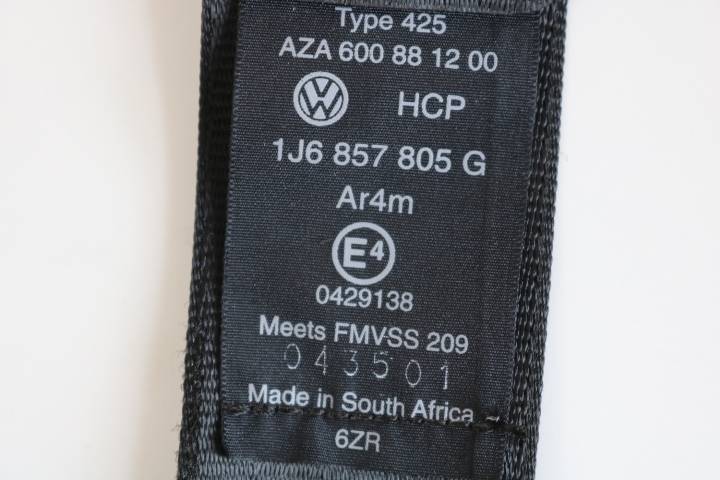 Type 425
AZA 600 88 12 00
VW HCP
1J6 857 805 G
Ar4m
E4
0429138
Meets FMVSS 209
043501
Made in South Africa
6ZR